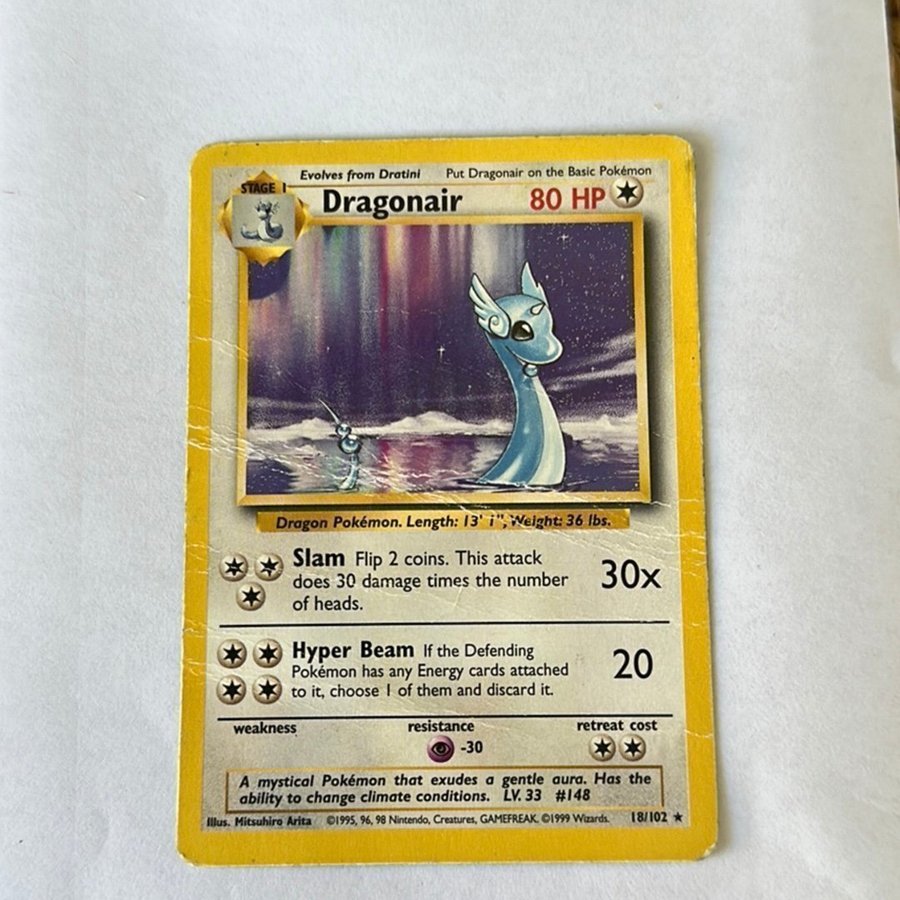 Evolves from Dratini Put Dragonair on the Basic Pokémon
STAGE 1
Dragonair 80 HP
Dragon Pokémon. Length: 13' 1", Weight: 36 lbs.
Slam Flip 2 coins. This attack
does 30 damage times the number
of heads.
30x
Hyper Beam If the Defending
Pokémon has any Energy cards attached
to it, choose 1 of them and discard it.
20
weakness resistance retreat cost
-30
A mystical Pokémon that exudes a gentle aura. Has the
ability to change climate conditions. LV. 33 #148
Illus. Mitsuhiro Arita ©1995, 96, 98 Nintendo, Creatures, GAMEFREAK. ©1999 Wizards. 18/102 ★